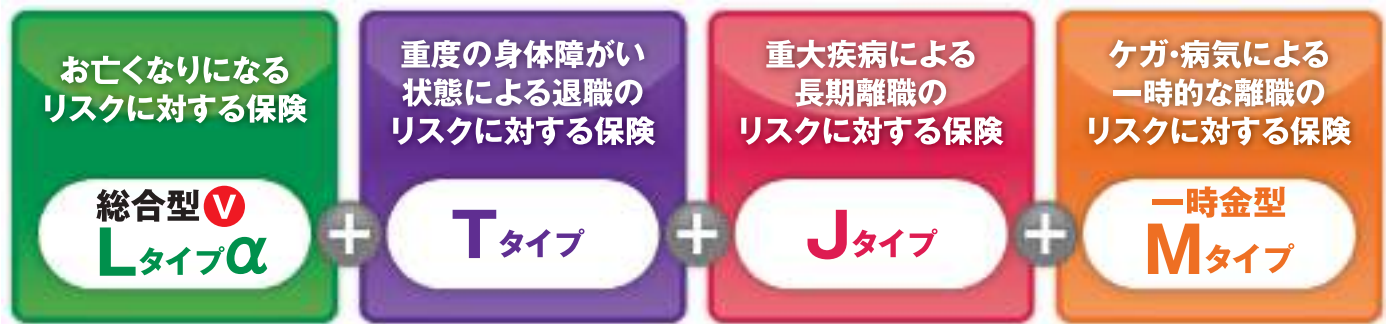 お亡くなりになる
リスクに対する保険
総合型 V
Lタイプα
+
重度の身体障がい
状態による退職の
リスクに対する保険
Tタイプ
+
重大疾病による
長期離職の
リスクに対する保険
Jタイプ
+
ケガ・病気による
一時的な離職の
リスクに対する保険
一時金型
Mタイプ